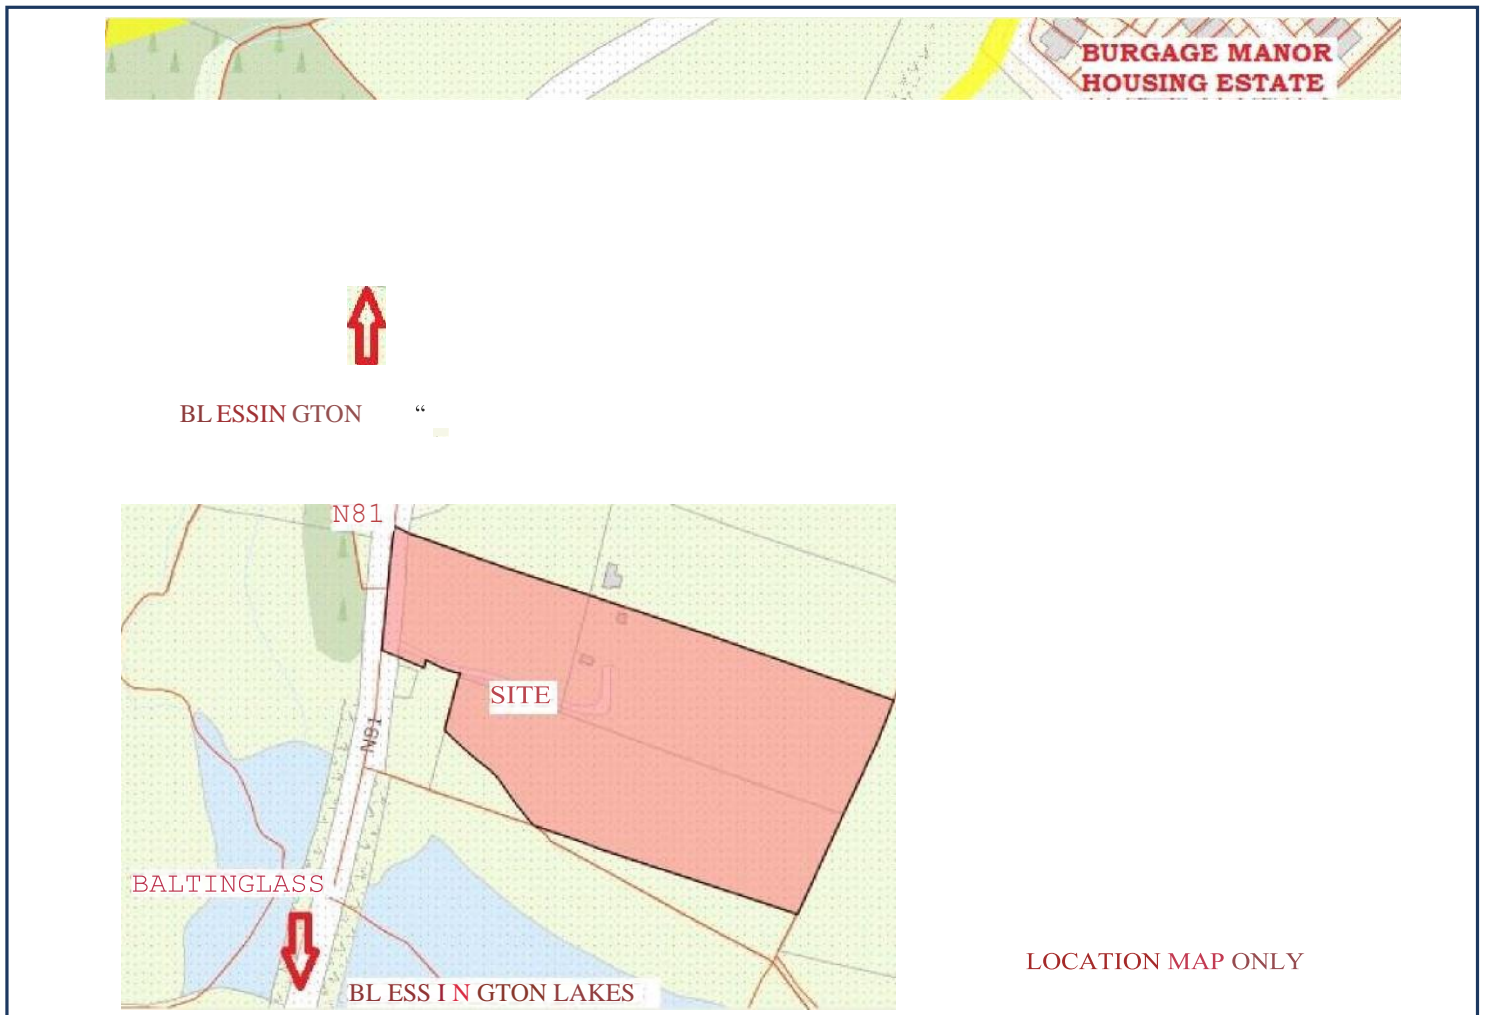 BURGAGE MANOR
HOUSING ESTATE
BL ESSIN GTON “
N81
SITE
N81
BALTINGLASS
LOCATION MAP ONLY
BL ESS I N GTON LAKES